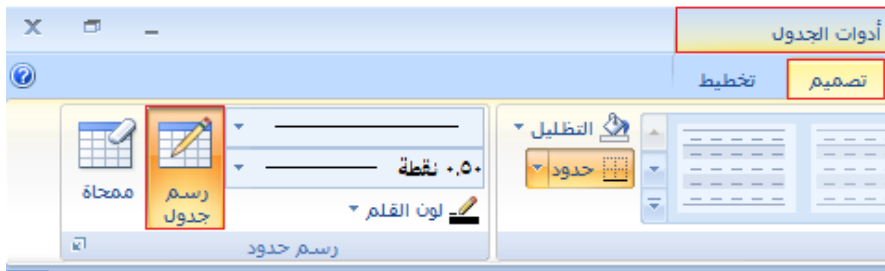 أدوات الجدول
تصميم
تخطيط
التظليل
حدود
٠,٥٠ نقطة
لون القلم
رسم
جدول
ممحاة
رسم حدود